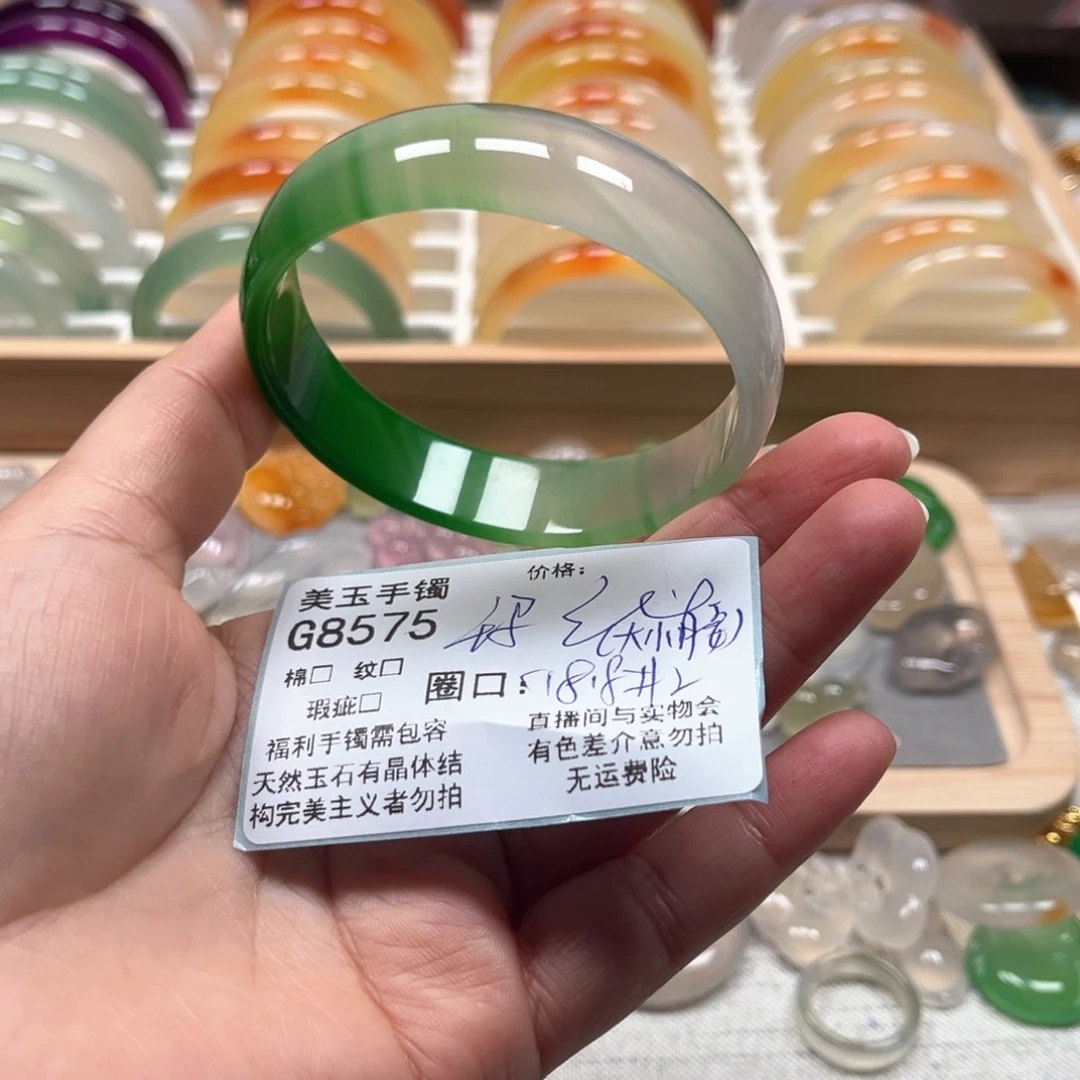 美玉手镯
G8575
价格:
棉□ 纹□
瑕疵□
圈口:
福利手镯需包容
天然玉石有晶体结
构完美主义者勿拍
直播间与实物会
有色差介意勿拍
无运费险